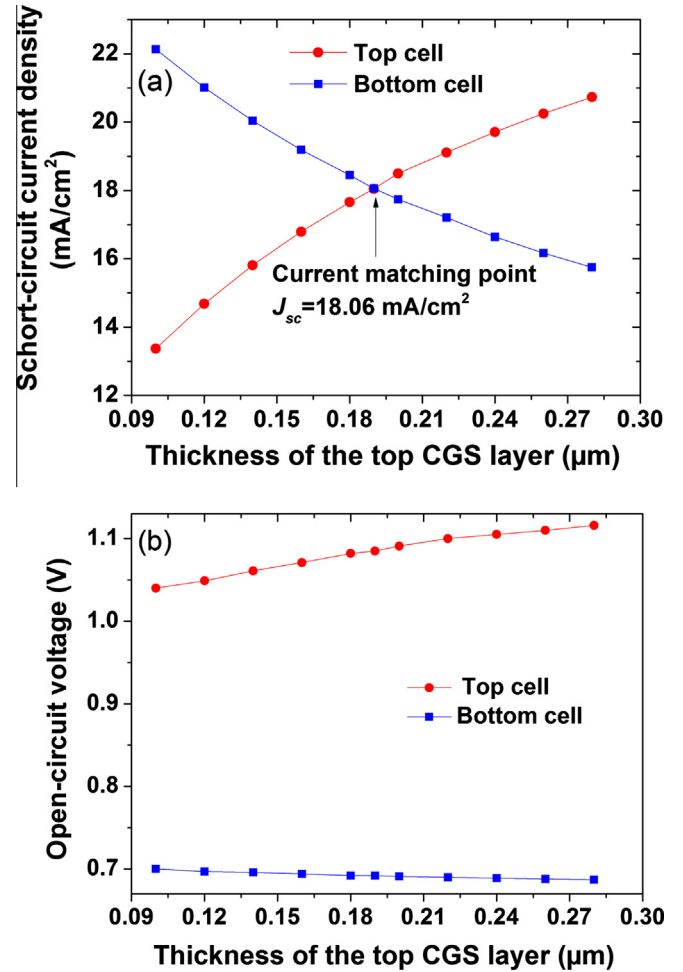 22
20
18
16
14
12
Schort-circuit current density
(mA/cm²)
(a)
Top cell
Bottom cell
Current matching point
Jsc=18.06 mA/cm²
0.09 0.12 0.15 0.18 0.21 0.24 0.27 0.30
Thickness of the top CGS layer (µm)
1.1
1.0
0.9
0.8
0.7
Open-circuit voltage (V)
(b)
Top cell
Bottom cell
0.09 0.12 0.15 0.18 0.21 0.24 0.27 0.30
Thickness of the top CGS layer (µm)